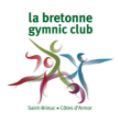 la bretonne
gymnic club
Saint-Brieuc • Côtes d'Armor